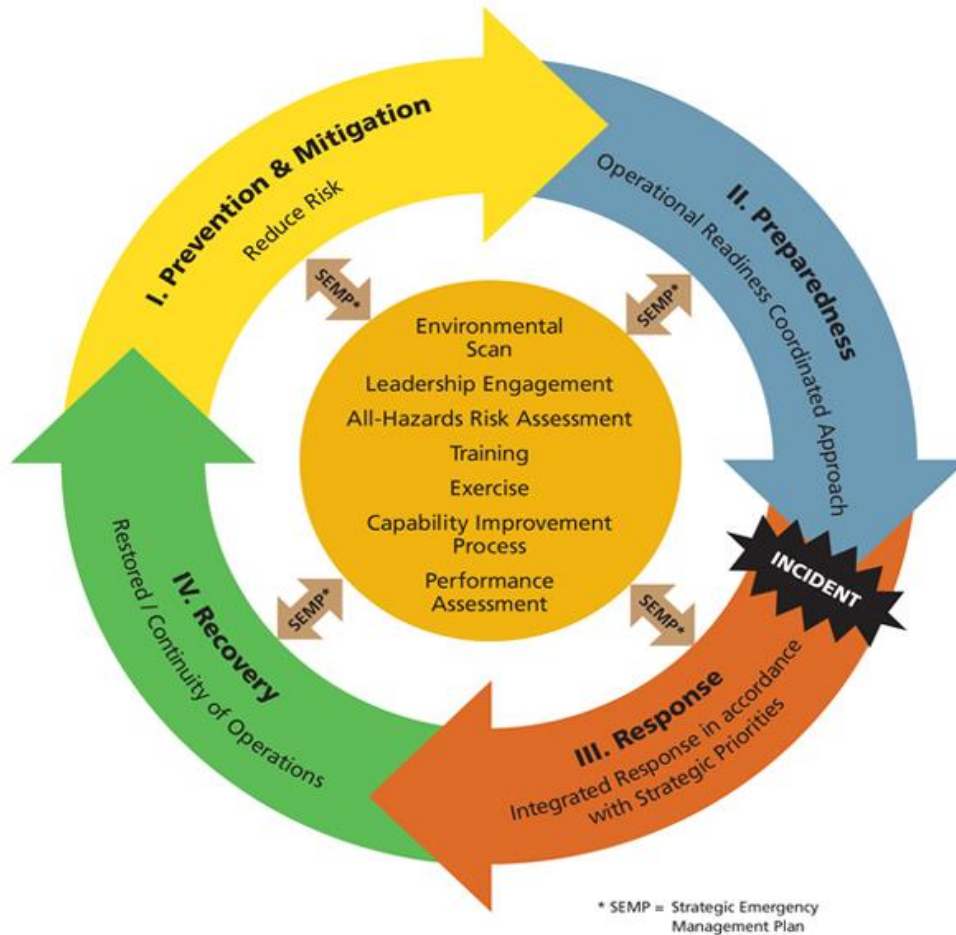 I. Prevention & Mitigation
Reduce Risk
II. Preparedness
Operational Readiness Coordinated Approach
INCIDENT
III. Response
Integrated Response in accordance
with Strategic Priorities
IV. Recovery
Restored / Continuity of Operations
SEMP*
SEMP*
SEMP*
SEMP*
Environmental
Scan
Leadership Engagement
All-Hazards Risk Assessment
Training
Exercise
Capability Improvement
Process
Performance
Assessment
* SEMP = Strategic Emergency
Management Plan